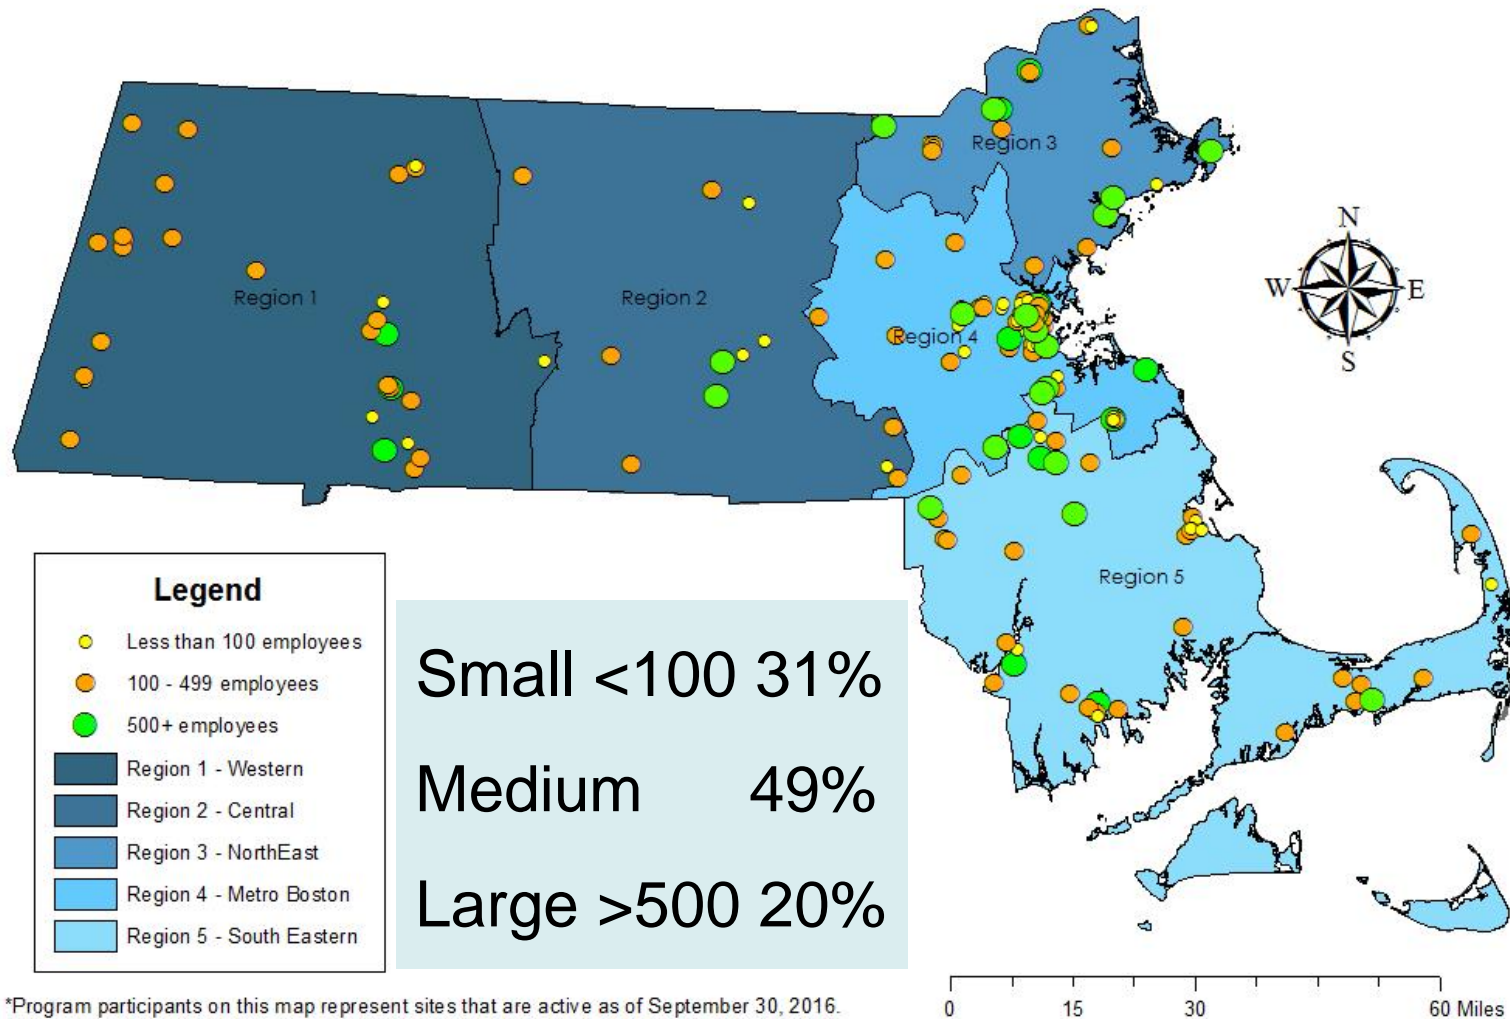 Region 3
N
W E
S
Region 1
Region 2
Region 4
Region 5
Legend
Less than 100 employees
100 - 499 employees
500+ employees
Region 1 - Western
Region 2 - Central
Region 3 - NorthEast
Region 4 - Metro Boston
Region 5 - South Eastern
Small <100 31%
Medium 49%
Large >500 20%
*Program participants on this map represent sites that are active as of September 30, 2016.
0 15 30 60 Miles